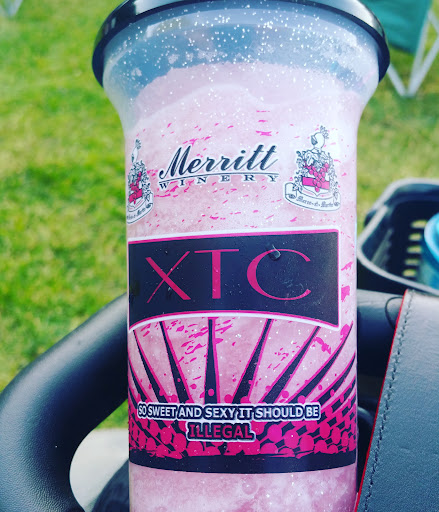 Merritt
WINERY
XTC
SO SWEET AND SEXY IT SHOULD BE
ILLEGAL